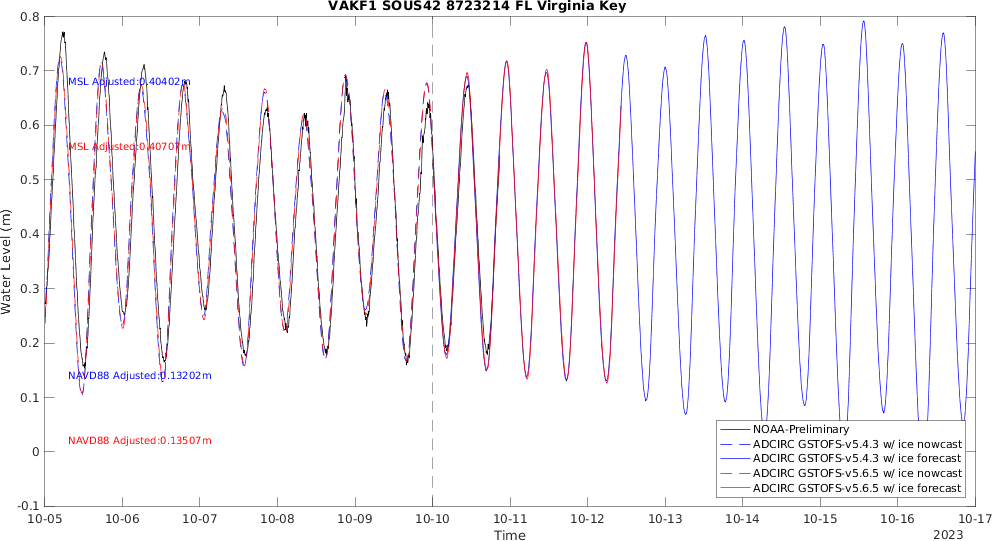 VAKF1 SOUS42 8723214 FL Virginia Key
0.8
0.7
0.6
0.5
0.4
0.3
0.2
0.1
0
-0.1
Water Level (m)
MSL Adjusted:0.40402m
MSL Adjusted:0.40707m
NAVD88 Adjusted:0.13202m
NAVD88 Adjusted:0.13507m
NOAA-Preliminary
ADCIRC GSTOFS-v5.4.3 w/ ice nowcast
ADCIRC GSTOFS-v5.4.3 w/ ice forecast
ADCIRC GSTOFS-v5.6.5 w/ ice nowcast
ADCIRC GSTOFS-v5.6.5 w/ ice forecast
10-05 10-06 10-07 10-08 10-09 10-10 10-11 10-12 10-13 10-14 10-15 10-16 10-17
Time
2023